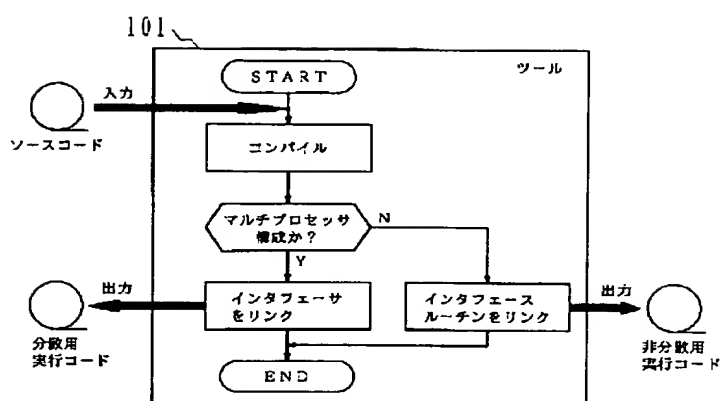 101
ツール
START
入力
ソースコード
コンパイル
マルチプロセッサ
構成か?
N
Y
出力
インタフェーサ
をリンク
インタフェース
ルーチンをリンク
出力
分散用
実行コード
非分散用
実行コード
END